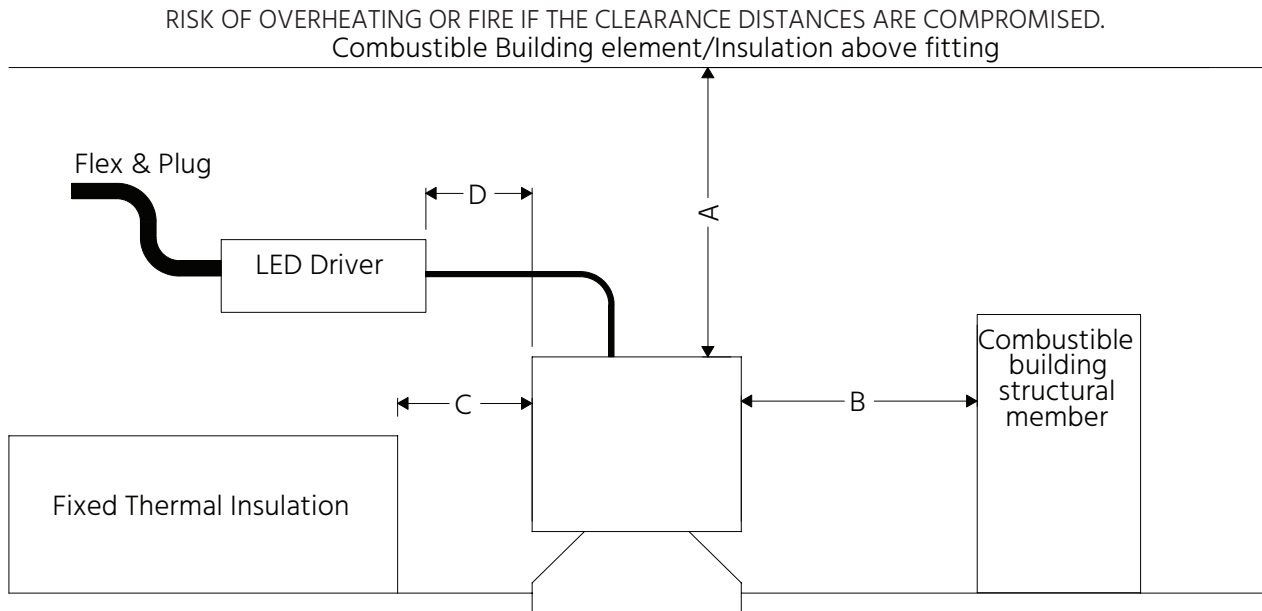 RISK OF OVERHEATING OR FIRE IF THE CLEARANCE DISTANCES ARE COMPROMISED.
Combustible Building element/Insulation above fitting
Flex & Plug
D
A
LED Driver
Combustible
building
structural
member
C
B
Fixed Thermal Insulation